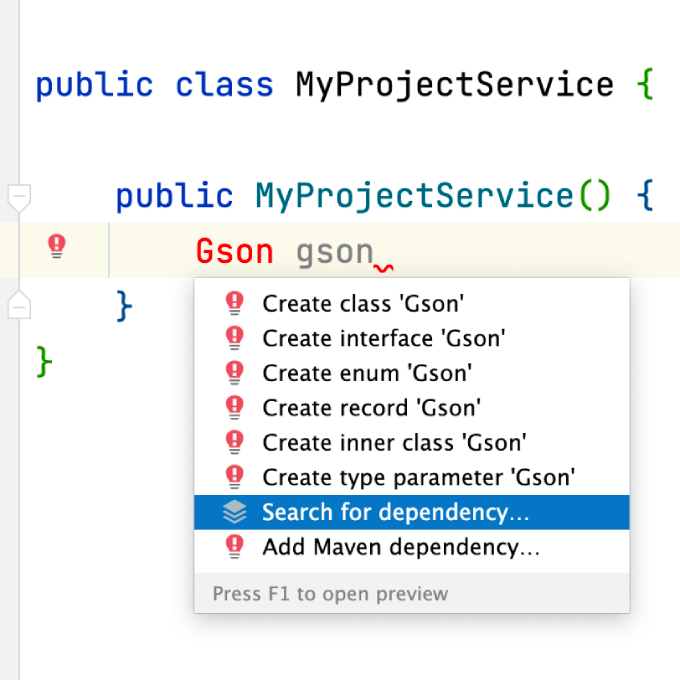 public class MyProjectService {
public MyProjectService() {
Gson gson
}
}
Create class 'Gson'
Create interface 'Gson'
Create enum 'Gson'
Create record 'Gson'
Create inner class 'Gson'
Create type parameter 'Gson'
Search for dependency...
Add Maven dependency...
Press F1 to open preview